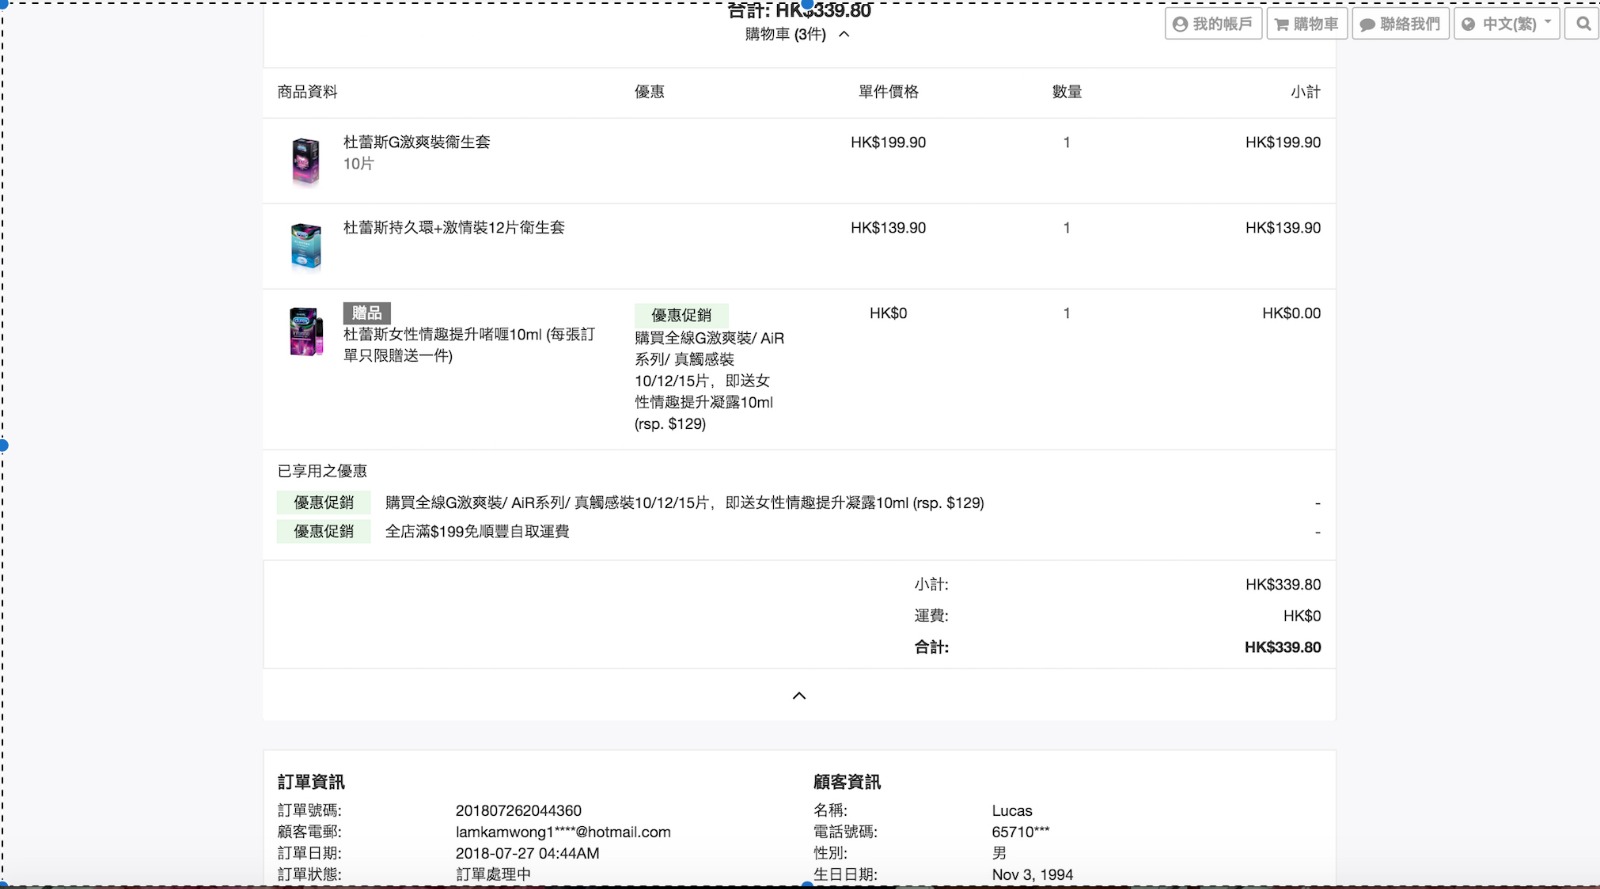 合計: HK$339.80
購物車 (3件)
我的帳戶
購物車
聯絡我們
中文(繁)
商品資料 優惠 單件價格 數量 小計
杜蕾斯G激爽裝衞生套 HK$199.90 1 HK$199.90
10片
杜蕾斯持久環+激情裝12片衞生套 HK$139.90 1 HK$139.90
贈品
杜蕾斯女性情趣提升啫喱10ml (每張訂
單只限贈送一件)
優惠促銷
購買全線G激爽裝/ AiR
系列/ 真觸感裝
10/12/15片，即送女
性情趣提升凝露10ml
(rsp. $129)
HK$0 1 HK$0.00
已享用之優惠
優惠促銷 購買全線G激爽裝/ AiR系列/ 真觸感裝10/12/15片，即送女性情趣提升凝露10ml (rsp. $129) -
優惠促銷 全店滿$199免順豐自取運費 -
小計: HK$339.80
運費: HK$0
合計: HK$339.80
訂單資訊
訂單號碼: 201807262044360
顧客電郵: lamkamwong1****@hotmail.com
訂單日期: 2018-07-27 04:44AM
訂單狀態: 訂單處理中
顧客資訊
名稱: Lucas
電話號碼: 65710***
性別: 男
生日日期: Nov 3, 1994